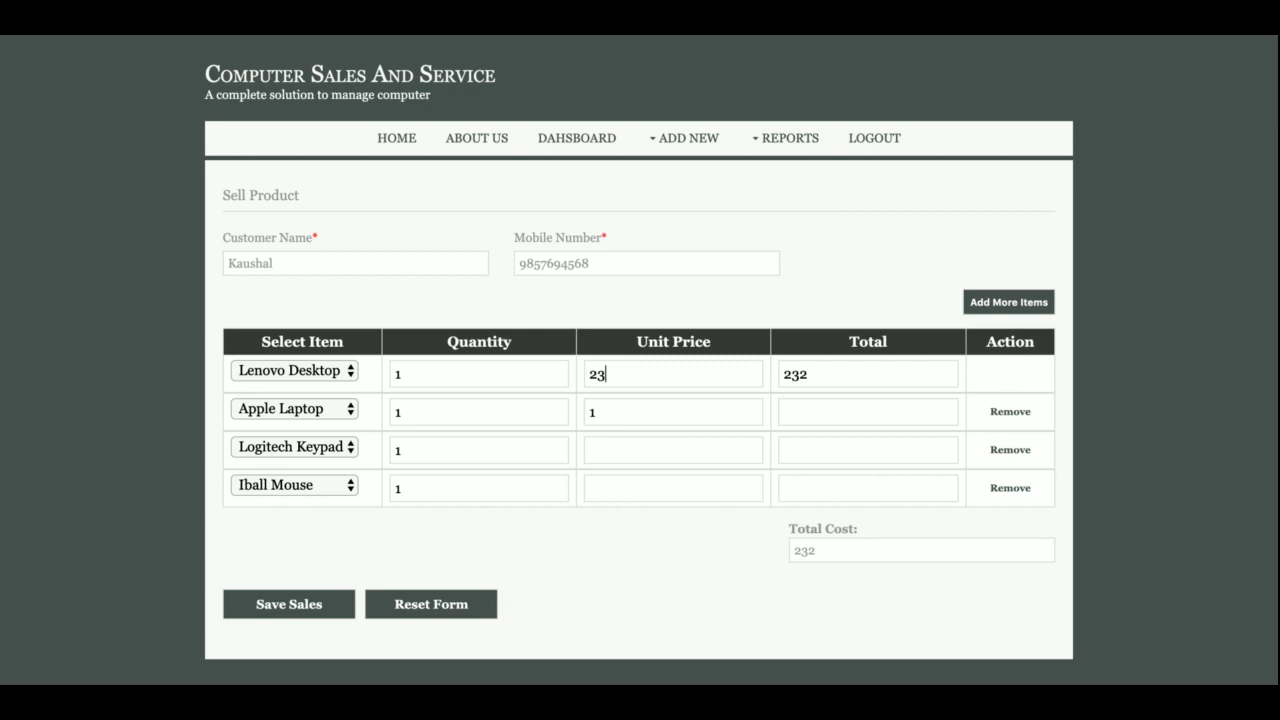 COMPUTER SALES AND SERVICE
A complete solution to manage computer
HOME ABOUT US DAHSBOARD ADD NEW REPORTS LOGOUT
Sell Product
Customer Name* Mobile Number*
Kaushal 9857694568
Add More Items
Select Item Quantity Unit Price Total Action
Lenovo Desktop 1 23 232
Apple Laptop 1 1 Remove
Logitech Keypad 1 Remove
Iball Mouse 1 Remove
Total Cost:
232
Save Sales Reset Form